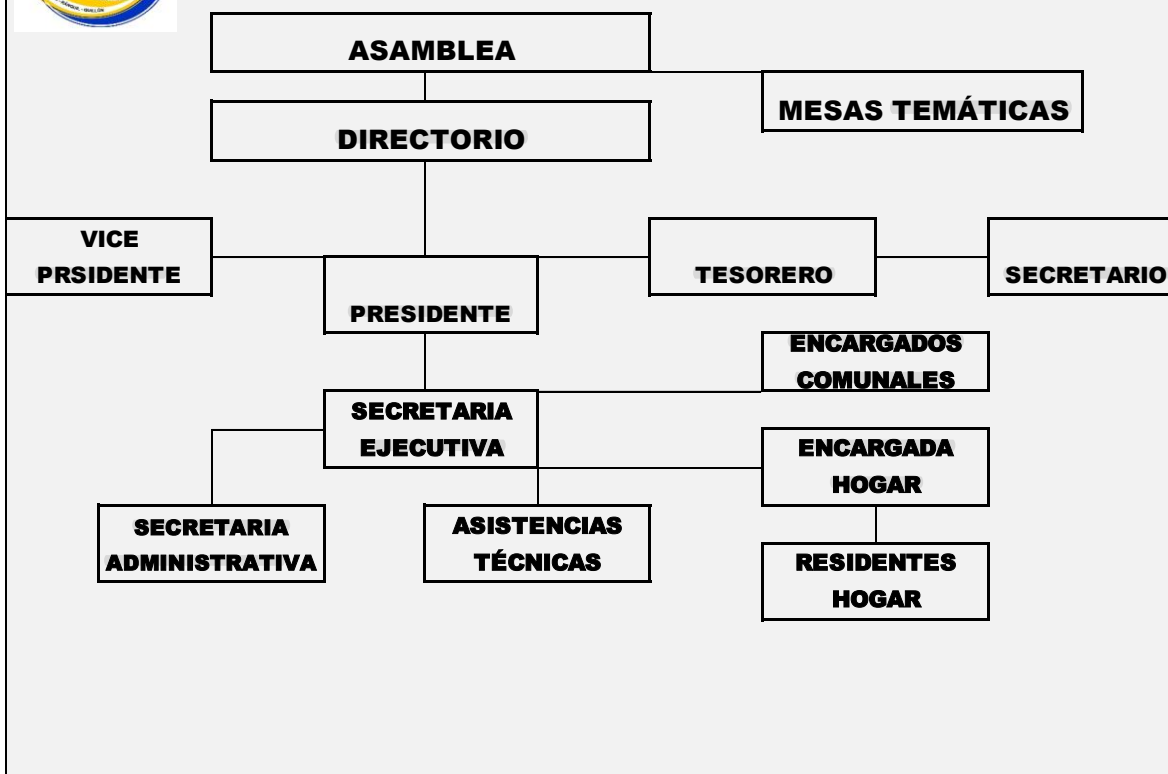 ASAMBLEA
MESAS TEMÁTICAS
DIRECTORIO
VICE
PRSIDENTE
TESORERO
SECRETARIO
PRESIDENTE
ENCARGADOS
COMUNALES
SECRETARIA
EJECUTIVA
ENCARGADA
HOGAR
SECRETARIA
ADMINISTRATIVA
ASISTENCIAS
TÉCNICAS
RESIDENTES
HOGAR